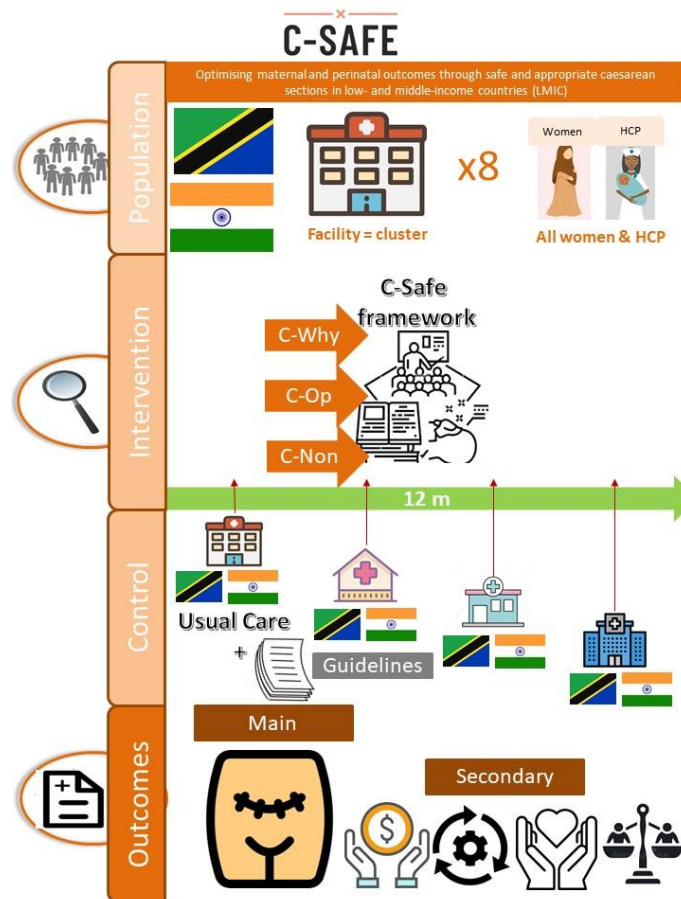 C-SAFE
Optimising maternal and perinatal outcomes through safe and appropriate caesarean
sections in low- and middle-income countries (LMIC)
Population
x8
Women
HCP
Facility = cluster
All women & HCP
Intervention
C-Safe
framework
C-Why
C-Op
C-Non
12 m
Control
Usual Care
+
Guidelines
Outcomes
Main
Secondary